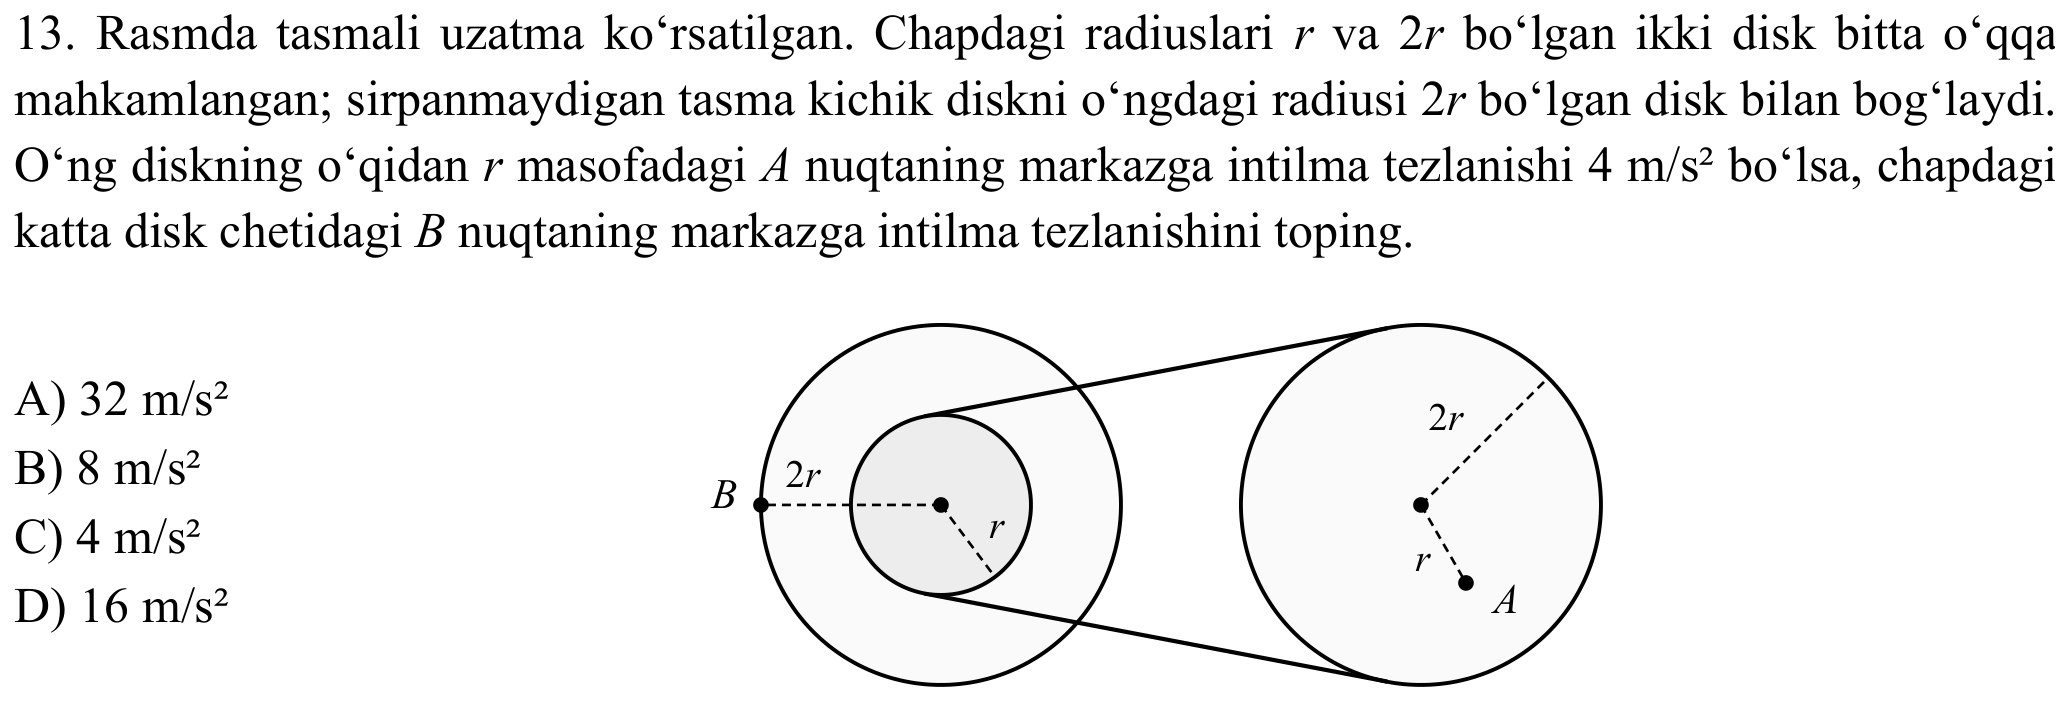 13. Rasmda tasmali uzatma ko‘rsatilgan. Chapdagi radiuslari r va 2r bo‘lgan ikki disk bitta o‘qqa
mahkamlangan; sirpanmaydigan tasma kichik diskni o‘ngdagi radiusi 2r bo‘lgan disk bilan bog‘laydi.
O‘ng diskning o‘qidan r masofadagi A nuqtaning markazga intilma tezlanishi 4 m/s² bo‘lsa, chapdagi
katta disk chetidagi B nuqtaning markazga intilma tezlanishini toping.
A) 32 m/s²
B) 8 m/s²
C) 4 m/s²
D) 16 m/s²
B
2r
r
2r
r
A